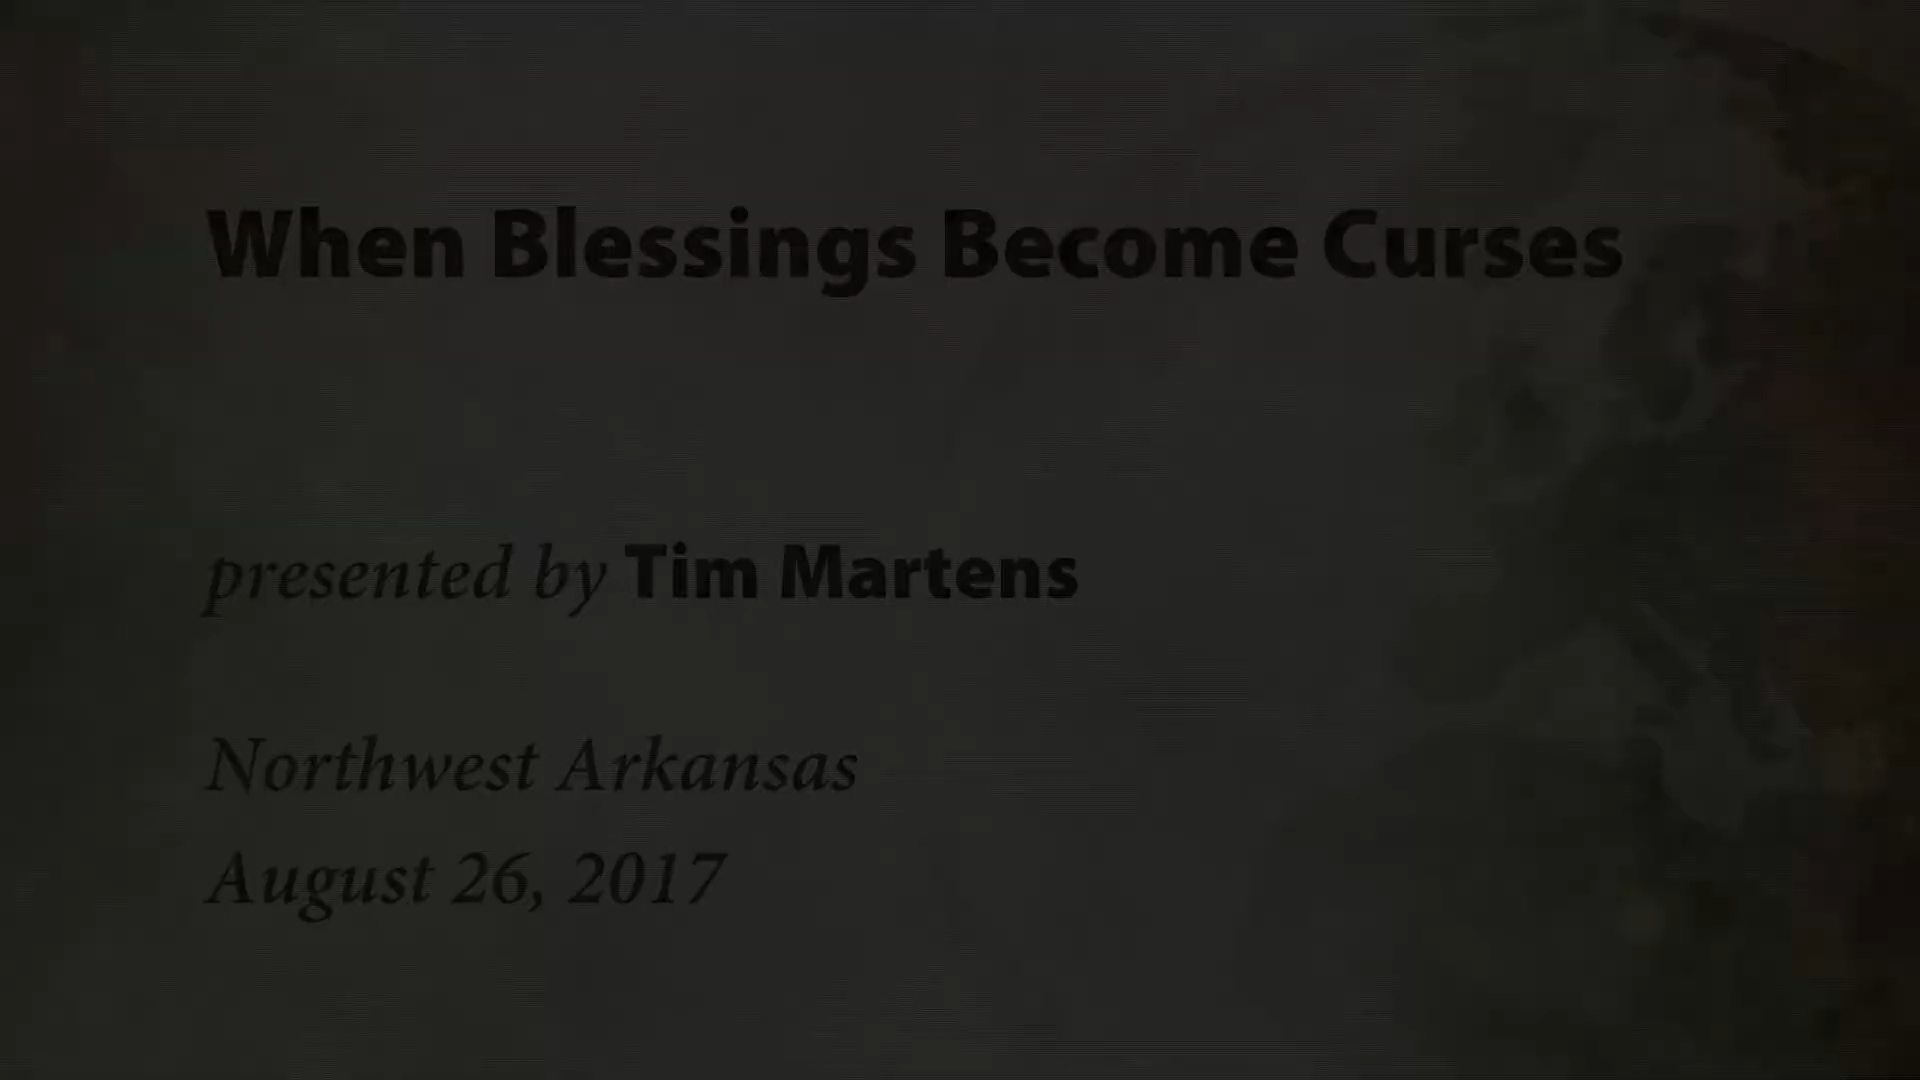 When Blessings Become Curses
presented by Tim Martens
Northwest Arkansas
August 26, 2017